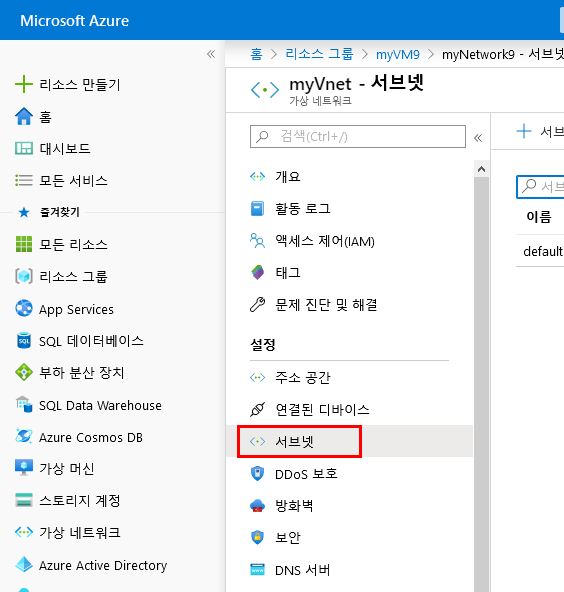 Microsoft Azure
«
리소스 만들기
홈
대시보드
모든 서비스
즐겨찾기
모든 리소스
리소스 그룹
App Services
SQL 데이터베이스
부하 분산 장치
SQL Data Warehouse
Azure Cosmos DB
가상 머신
스토리지 계정
가상 네트워크
Azure Active Directory
홈 > 리소스 그룹 > myVM9 > myNetwork9 - 서브넷
myVnet - 서브넷
가상 네트워크
검색(Ctrl+/)
«
개요
활동 로그
액세스 제어(IAM)
태그
문제 진단 및 해결
설정
주소 공간
연결된 디바이스
서브넷
DDoS 보호
방화벽
보안
DNS 서버
+ 서브
서브
이름
default